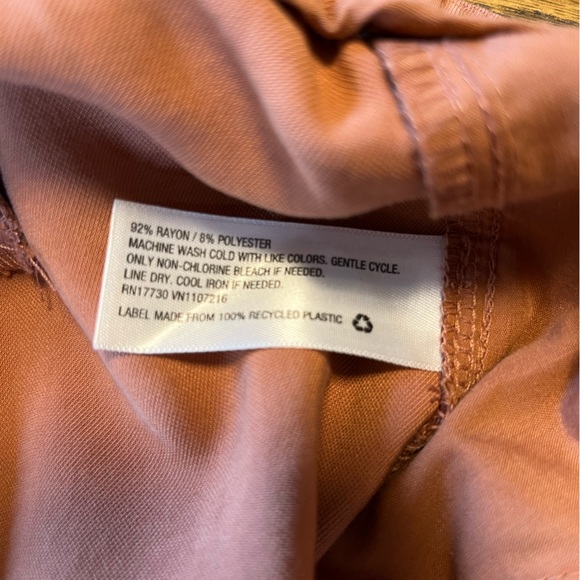 92% RAYON / 8% POLYESTER
MACHINE WASH COLD WITH LIKE COLORS. GENTLE CYCLE.
ONLY NON-CHLORINE BLEACH IF NEEDED.
LINE DRY. COOL IRON IF NEEDED.
RN17730 VN1107216
LABEL MADE FROM 100% RECYCLED PLASTIC